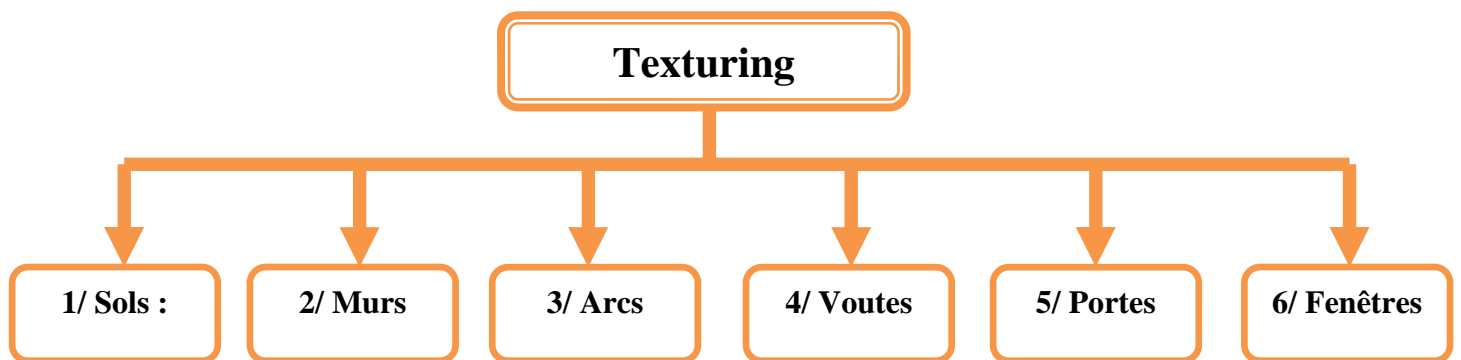 Texturing
1/ Sols :
2/ Murs
3/ Arcs
4/ Voutes
5/ Portes
6/ Fenêtres